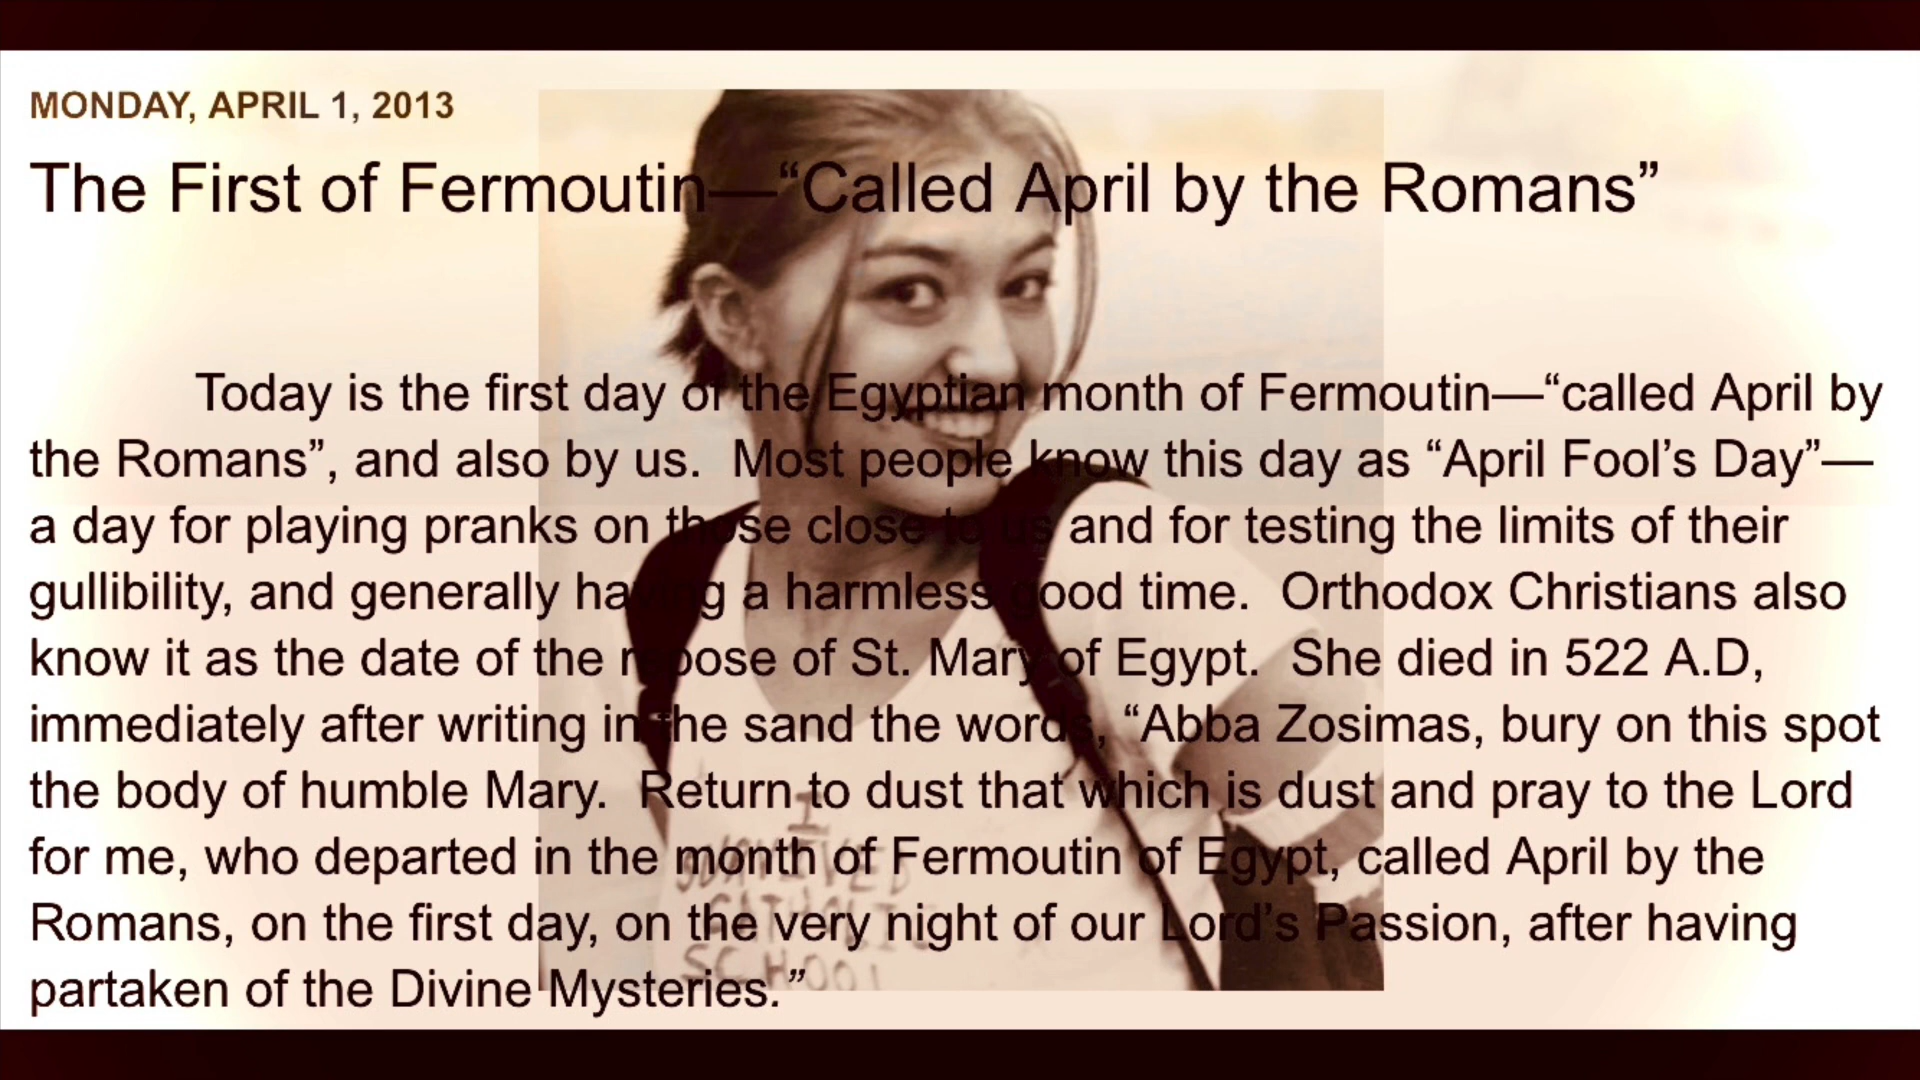 MONDAY, APRIL 1, 2013
The First of Fermoutin—“Called April by the Romans”
Today is the first day of the Egyptian month of Fermoutin—“called April by
the Romans”, and also by us. Most people know this day as “April Fool’s Day”—
a day for playing pranks on those close to us and for testing the limits of their
gullibility, and generally having a harmless good time. Orthodox Christians also
know it as the date of the repose of St. Mary of Egypt. She died in 522 A.D,
immediately after writing in the sand the words, “Abba Zosimas, bury on this spot
the body of humble Mary. Return to dust that which is dust and pray to the Lord
for me, who departed in the month of Fermoutin of Egypt, called April by the
Romans, on the first day, on the very night of our Lord’s Passion, after having
partaken of the Divine Mysteries.”
I
SURVIVED
CATHOLIC
SCHOOL